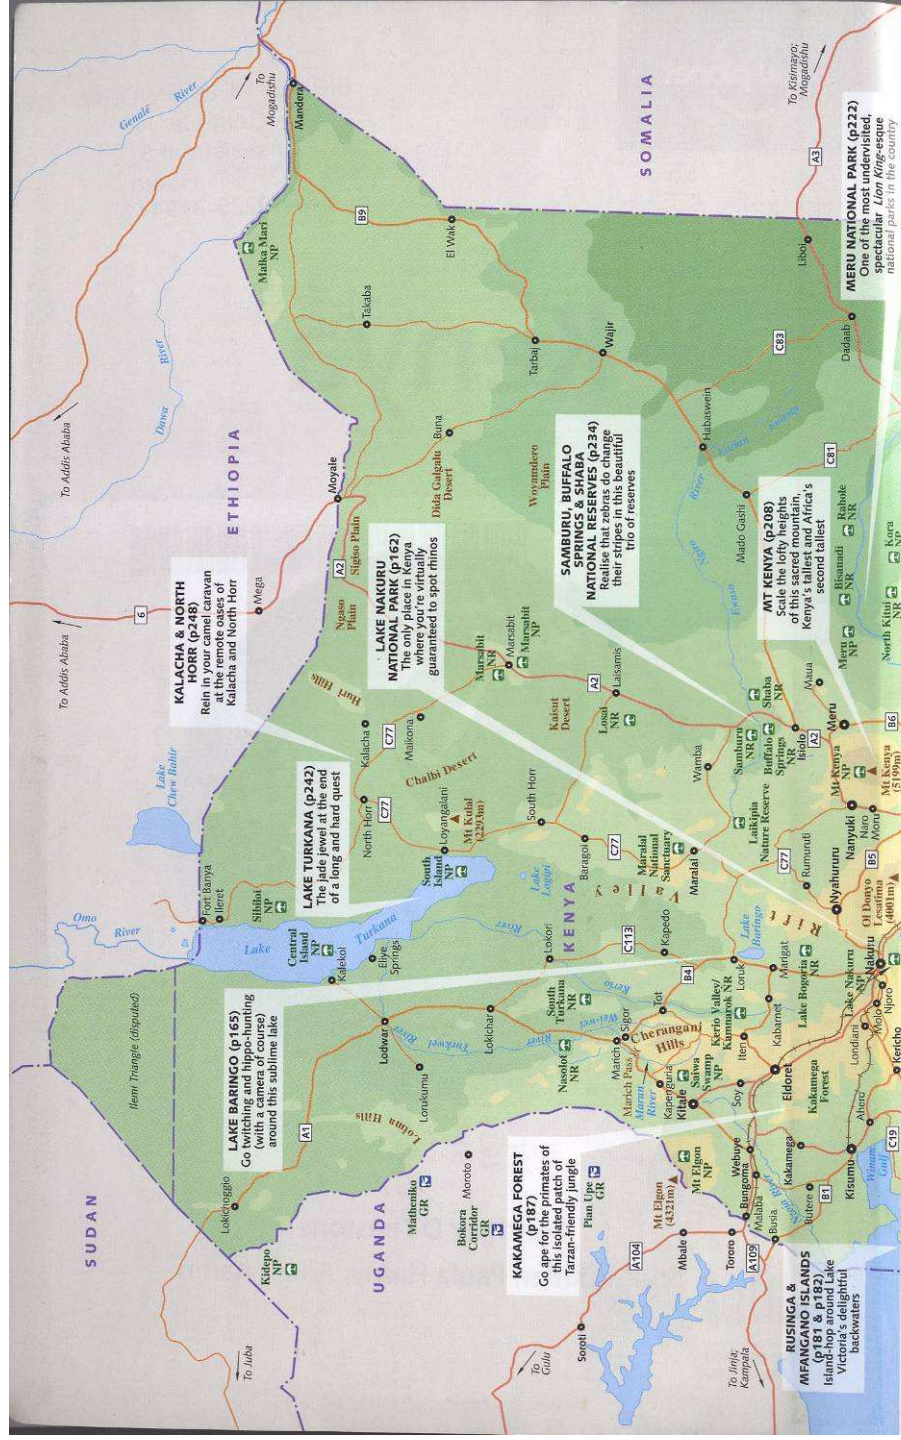 SUDAN
ETHIOPIA
SOMALIA
UGANDA
KENYA
Ilemi Triangle (disputed)
To Juba
To Addis Ababa
To Addis Ababa
To
Mogadishu
To Kisimayo;
Mogadishu
To
Gulu
To Jinja;
Kampala
Genale
River
Dawa
River
Omo
River
Lake
Chew Bahir
LAKE BARINGO (p165)
Go twitching and hippo-hunting
(with a camera of course)
around this sublime lake
LAKE TURKANA (p242)
The jade jewel at the end
of a long and hard quest
KALACHA & NORTH
HORR (p248)
Rein in your camel caravan
at the remote oases of
Kalacha and North Horr
LAKE NAKURU
NATIONAL PARK (p162)
The only place in Kenya
where you're virtually
guaranteed to spot rhinos
SAMBURU, BUFFALO
SPRINGS & SHABA
NATIONAL RESERVES (p234)
Realise that zebras do change
their stripes in this beautiful
trio of reserves
MT KENYA (p208)
Scale the lofty heights
of this sacred mountain,
Kenya's tallest and Africa's
second tallest
MERU NATIONAL PARK (p222)
One of the most undervisited,
spectacular Lion King-esque
national parks in the country
KAKAMEGA FOREST
(p187)
Go ape for the primates of
this isolated patch of
Tarzan-friendly jungle
RUSINGA &
MFANGANO ISLANDS
(p181 & p182)
Island-hop around Lake
Victoria's delightful
backwaters
Kidepo
NP
Lokichoggio
A1
Fort Banya
Ileret
Sibiloi
NP
Central
Island
NP
Lake
Turkana
Kalekol
Eliye
Springs
Lodwar
Lorukumu
Loima Hills
River
Turkwel
Lokichar
Matheniko
GR
Bokora
Corridor
GR
Moroto
Pian Upe
GR
Mega
6
Moyale
A2
Sigiso Plain
Ngaso
Plain
Huri Hills
Kalacha
C77
Maikona
North Horr
C77
Chalbi Desert
Loyangalani
Mt Kulal
(2293m)
South
Island
NP
Dida Galgalu
Desert
Buna
Malka Mari
NP
Mandera
B9
Takaba
El Wak
Tarbaj
Wajir
Woyamdero
Plain
Marsabit
NR
Marsabit
Marsabit
NP
Kaisut
Desert
A2
Laisamis
Losai
NR
South Horr
Baragoi
C77
Lake
Logipi
Lokori
C113
Kapedo
Kerio
River
South
Turkana
NR
Nasolot
NR
River
Wei-wei
Marich
Sigor
Tot
Marich Pass
Cherangani
Hills
Marun
River
Kapenguria
Kitale
Saiwa
Swamp
NP
Kerio Valley/
Kamnarok NR
Iten
Soy
Eldoret
Kabarnet
Loruk
B4
Lake
Baringo
Marigat
Lake Bogoria
NR
Lake Nakuru
NP
Nakuru
Njoro
Molo
Londiani
Kericho
Kakamega
Forest
Kakamega
Ahero
Kisumu
C19
Winam
Gulf
B1
Butere
Nzoia River
Webuye
Bungoma
Malaba
Busia
A109
Tororo
Mbale
A104
Soroti
Mt Elgon
(4321m)
Mt Elgon
NP
Maralal
National
Sanctuary
Maralal
Rift
Valley
Wamba
Samburu
NR
Buffalo
Springs
NR
Shaba
NR
Laikipia
Nature Reserve
C77
Rumuruti
Nyahururu
Ol Donyo
Lesatima
(4001m)
B5
Nanyuki
Naro
Moru
Mt Kenya
NP
Mt Kenya
(5199m)
Isiolo
A2
Meru
B6
Maua
Meru
NP
Bisanadi
NR
Rahole
NR
North Kitui
NR
Kora
NP
Mado Gashi
Habaswein
Ewaso
Ngiro
River
Lorian
Swamp
C81
C83
Dadaab
Liboi
A3